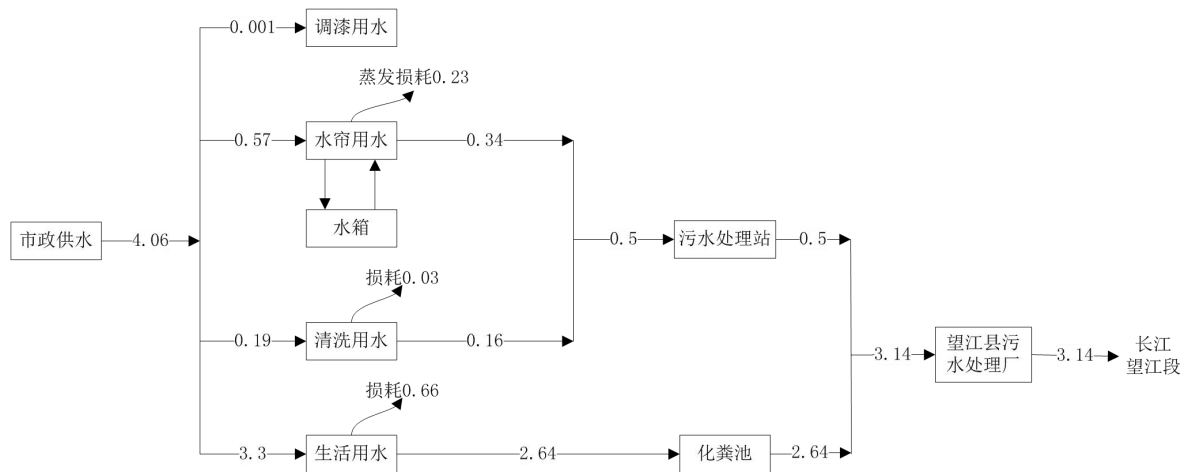 0.001
调漆用水
蒸发损耗0.23
0.57
水帘用水
0.34
水箱
市政供水
4.06
0.5
污水处理站
0.5
损耗0.03
0.19
清洗用水
0.16
3.14
望江县污
水处理厂
3.14
长江
望江段
损耗0.66
3.3
生活用水
2.64
化粪池
2.64